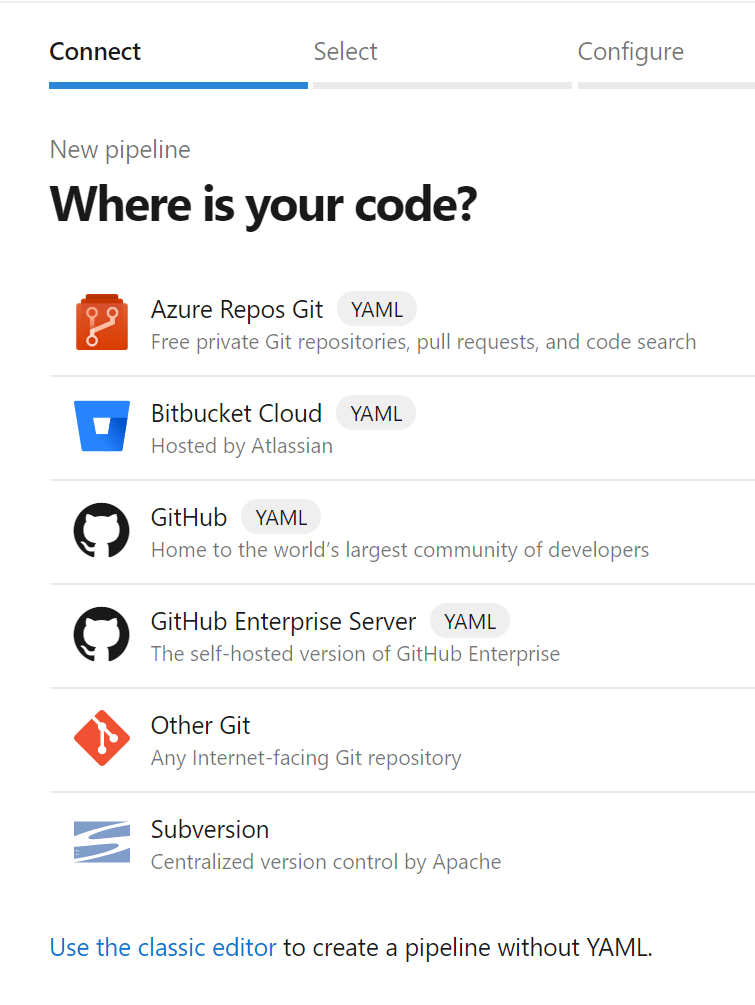 Connect Select Configure
New pipeline
Where is your code?
Azure Repos Git YAML
Free private Git repositories, pull requests, and code search
Bitbucket Cloud YAML
Hosted by Atlassian
GitHub YAML
Home to the world’s largest community of developers
GitHub Enterprise Server YAML
The self-hosted version of GitHub Enterprise
Other Git
Any Internet-facing Git repository
Subversion
Centralized version control by Apache
Use the classic editor to create a pipeline without YAML.